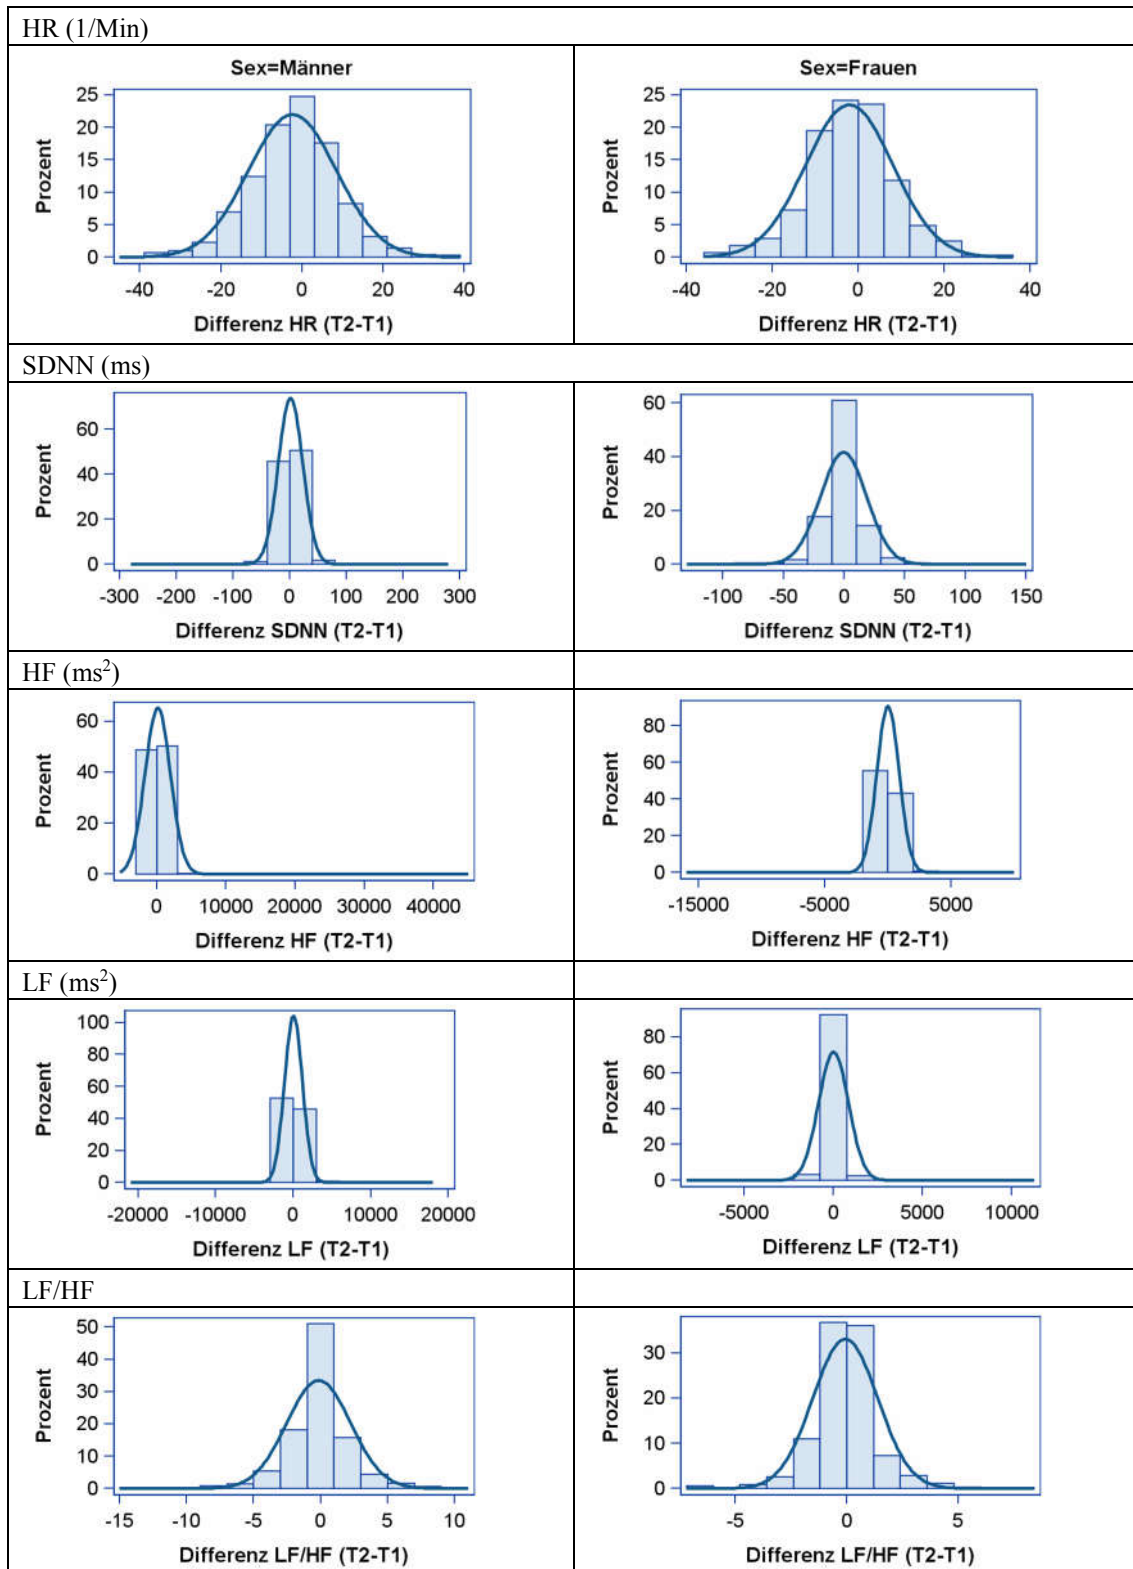 HR (1/Min)
Sex=Männer
25
20
15
10
5
0
Prozent
-40 -20 0 20 40
Differenz HR (T2-T1)
Sex=Frauen
25
20
15
10
5
0
Prozent
-40 -20 0 20 40
Differenz HR (T2-T1)
SDNN (ms)
60
40
20
0
Prozent
-300 -200 -100 0 100 200 300
Differenz SDNN (T2-T1)
60
40
20
0
Prozent
-100 -50 0 50 100 150
Differenz SDNN (T2-T1)
HF (ms²)
60
40
20
0
Prozent
0 10000 20000 30000 40000
Differenz HF (T2-T1)
80
60
40
20
0
Prozent
-15000 -5000 5000
Differenz HF (T2-T1)
LF (ms²)
100
80
60
40
20
0
Prozent
-20000 -10000 0 10000 20000
Differenz LF (T2-T1)
80
60
40
20
0
Prozent
-5000 0 5000 10000
Differenz LF (T2-T1)
LF/HF
50
40
30
20
10
0
Prozent
-15 -10 -5 0 5 10
Differenz LF/HF (T2-T1)
30
20
10
0
Prozent
-5 0 5
Differenz LF/HF (T2-T1)